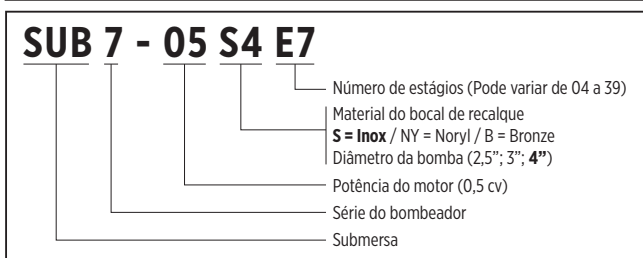 SUB 7 - 05 S4 E7
Número de estágios (Pode variar de 04 a 39)
Material do bocal de recalque
S = Inox / NY = Noryl / B = Bronze
Diâmetro da bomba (2,5”; 3”; 4”)
Potência do motor (0,5 cv)
Série do bombeador
Submersa